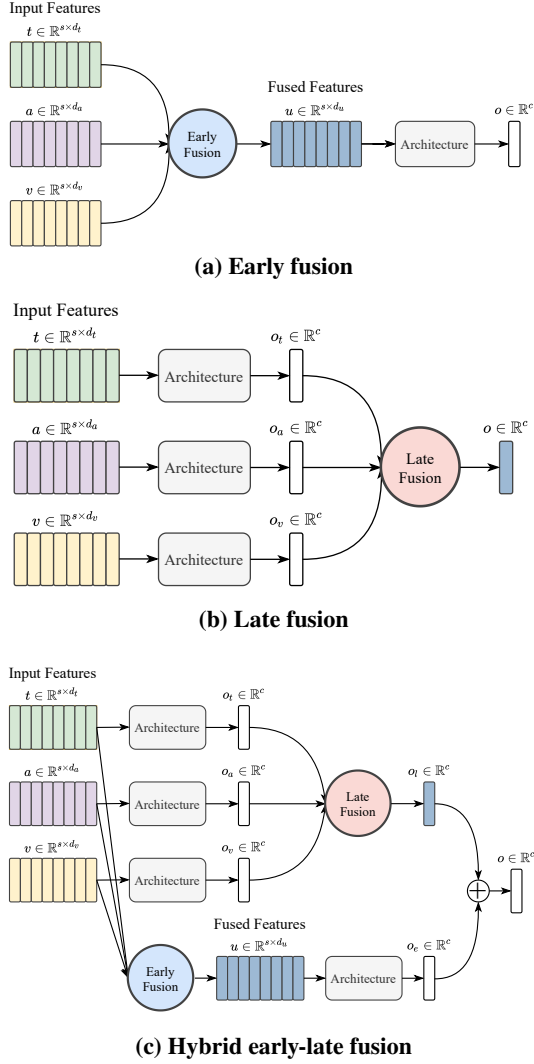 Input Features
t ∈ ℝ^{s×d_t}
a ∈ ℝ^{s×d_a}
v ∈ ℝ^{s×d_v}
Early
Fusion
Fused Features
u ∈ ℝ^{s×d_u}
Architecture
o ∈ ℝ^c
(a) Early fusion
Input Features
t ∈ ℝ^{s×d_t}
Architecture
o_t ∈ ℝ^c
a ∈ ℝ^{s×d_a}
Architecture
o_a ∈ ℝ^c
v ∈ ℝ^{s×d_v}
Architecture
o_v ∈ ℝ^c
Late
Fusion
o ∈ ℝ^c
(b) Late fusion
Input Features
t ∈ ℝ^{s×d_t}
Architecture
o_t ∈ ℝ^c
a ∈ ℝ^{s×d_a}
Architecture
o_a ∈ ℝ^c
v ∈ ℝ^{s×d_v}
Architecture
o_v ∈ ℝ^c
Late
Fusion
o_l ∈ ℝ^c
o ∈ ℝ^c
+
Early
Fusion
Fused Features
u ∈ ℝ^{s×d_u}
Architecture
o_e ∈ ℝ^c
(c) Hybrid early-late fusion